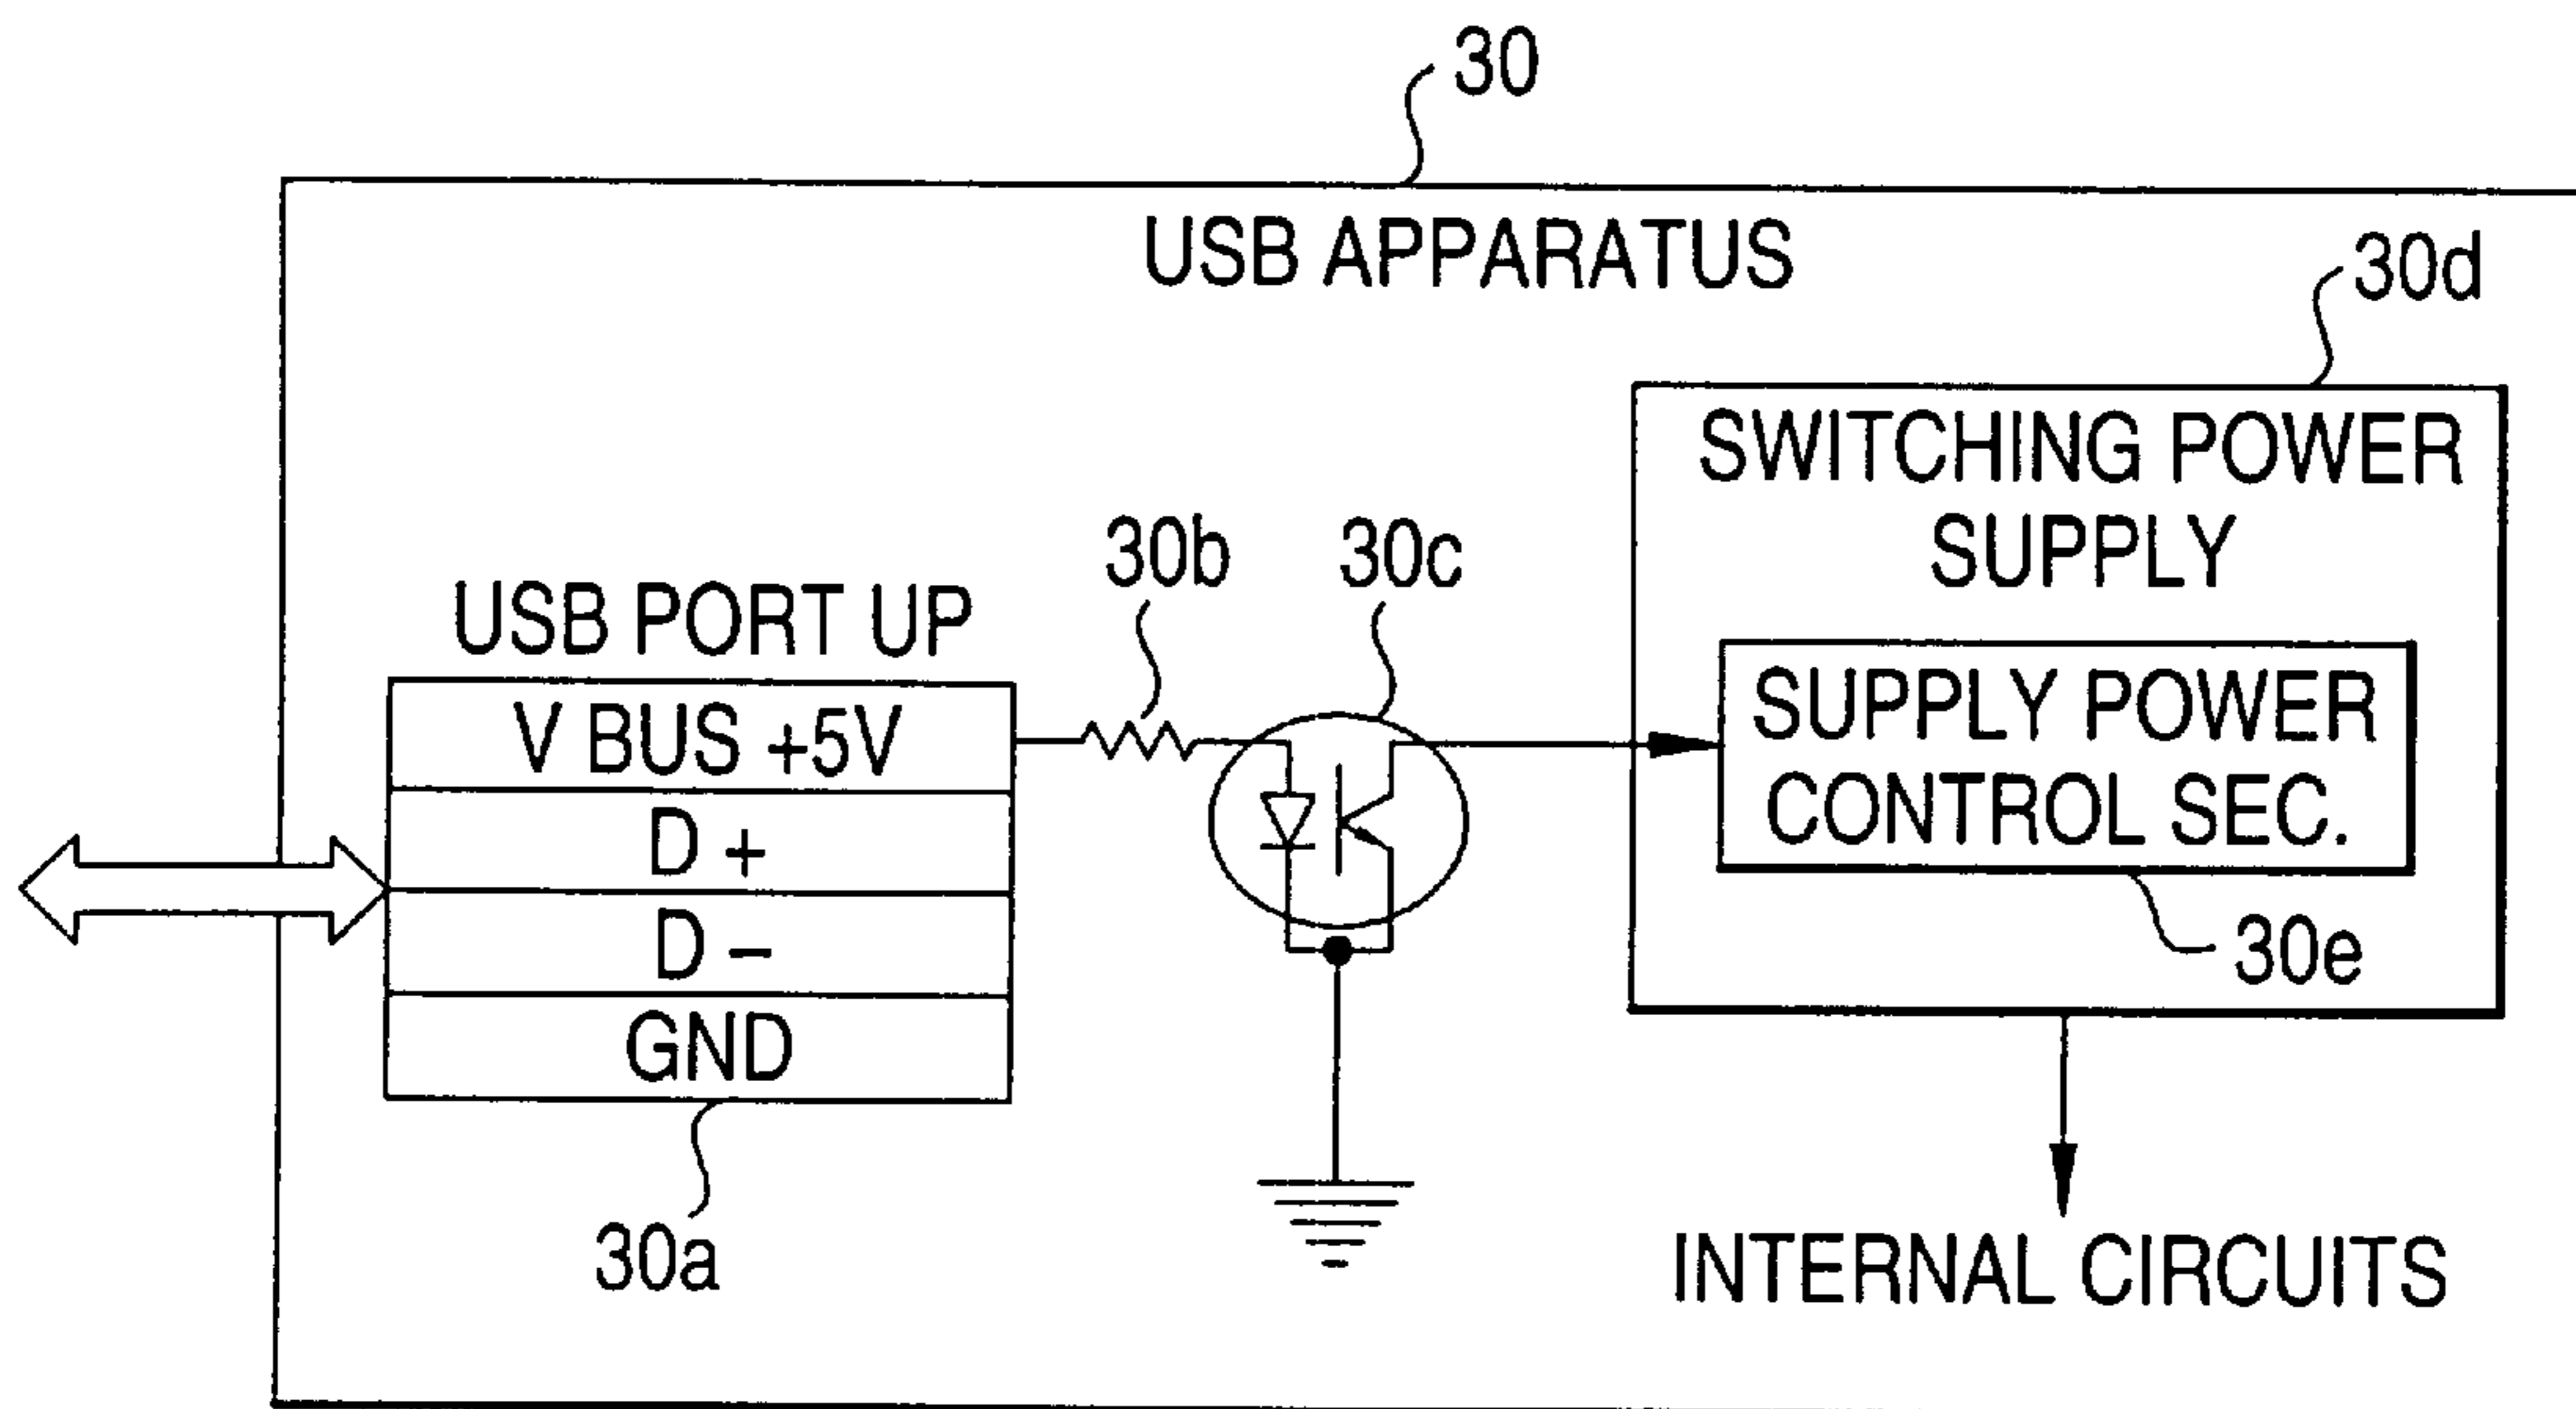 30
USB APPARATUS
30d
SWITCHING POWER
SUPPLY
30b
30c
USB PORT UP
V BUS +5V
D +
D −
GND
SUPPLY POWER
CONTROL SEC.
30e
30a
INTERNAL CIRCUITS